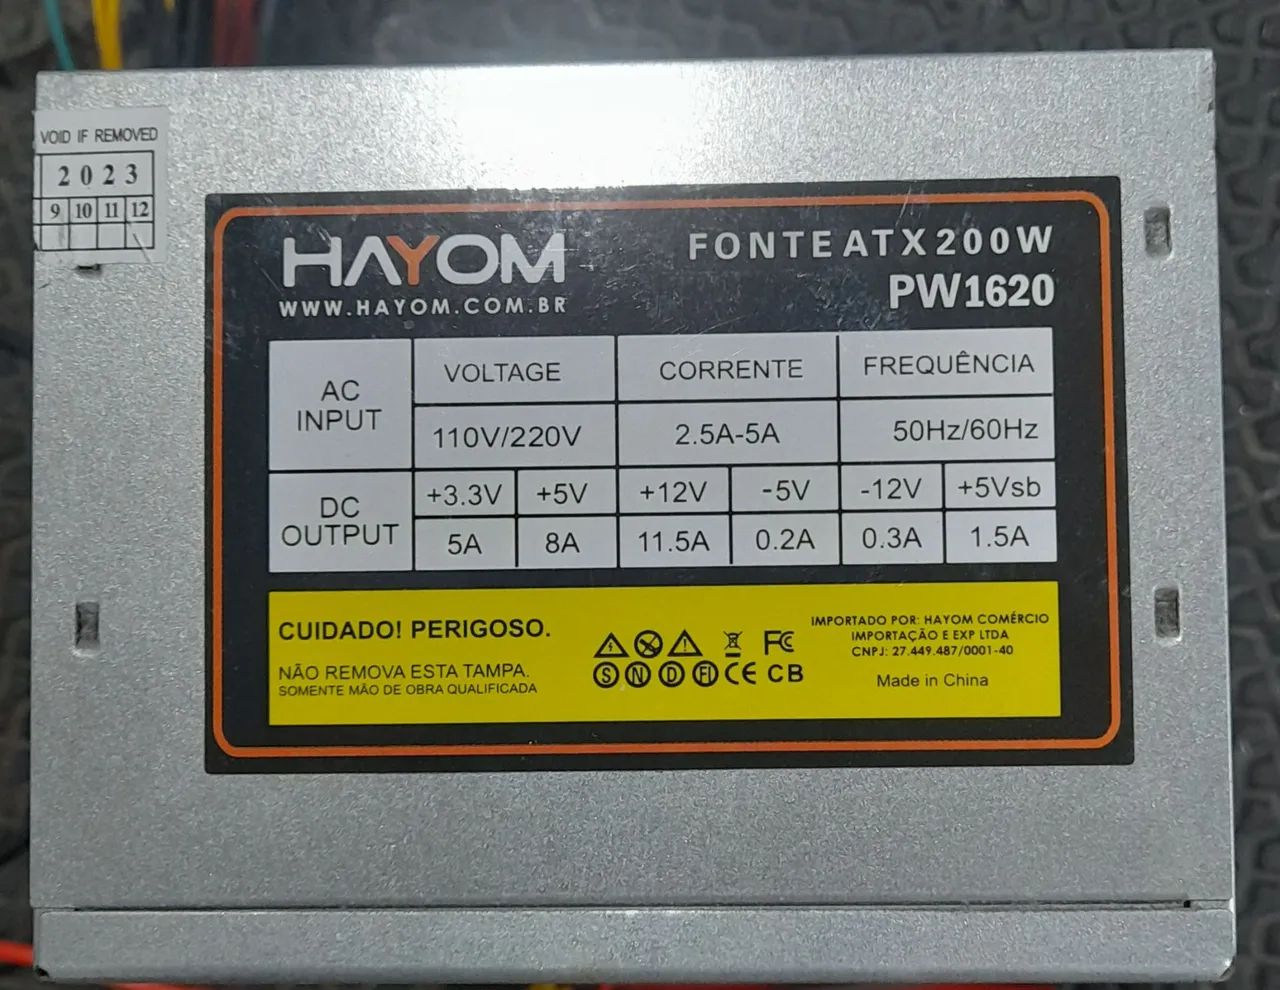 VOID IF REMOVED
2023
9 10 11 12
HAYOM
WWW.HAYOM.COM.BR
FONTE ATX 200W
PW1620
AC INPUT
VOLTAGE CORRENTE FREQUÊNCIA
110V/220V 2.5A-5A 50Hz/60Hz
DC OUTPUT
+3.3V +5V +12V -5V -12V +5Vsb
5A 8A 11.5A 0.2A 0.3A 1.5A
CUIDADO! PERIGOSO.
NÃO REMOVA ESTA TAMPA.
SOMENTE MÃO DE OBRA QUALIFICADA
FC
S N D FI CE CB
IMPORTADO POR: HAYOM COMÉRCIO
IMPORTAÇÃO E EXP LTDA
CNPJ: 27.449.487/0001-40
Made in China